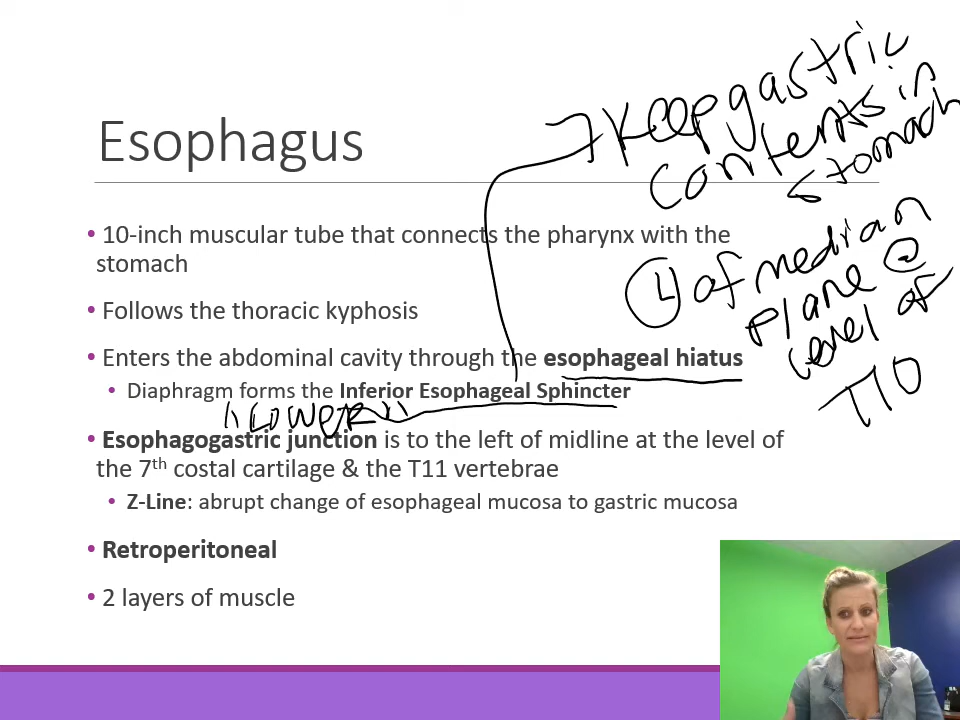 Esophagus
• 10-inch muscular tube that connects the pharynx with the
stomach
• Follows the thoracic kyphosis
• Enters the abdominal cavity through the esophageal hiatus
• Diaphragm forms the Inferior Esophageal Sphincter
"Lower"
• Esophagogastric junction is to the left of midline at the level of
the 7th costal cartilage & the T11 vertebrae
• Z-Line: abrupt change of esophageal mucosa to gastric mucosa
• Retroperitoneal
• 2 layers of muscle
Keep gastric
contents in
stomach
L of median
plane @
level of
T10